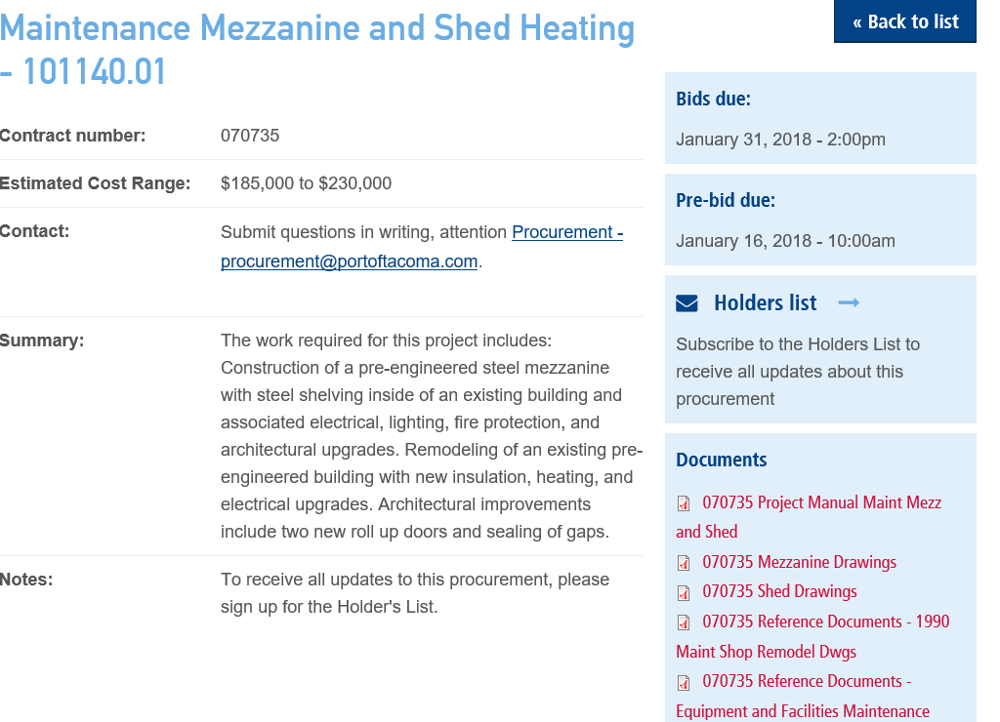 Maintenance Mezzanine and Shed Heating
- 101140.01
Contract number: 070735
Estimated Cost Range: $185,000 to $230,000
Contact: Submit questions in writing, attention Procurement -
procurement@portoftacoma.com.
Summary: The work required for this project includes:
Construction of a pre-engineered steel mezzanine
with steel shelving inside of an existing building and
associated electrical, lighting, fire protection, and
architectural upgrades. Remodeling of an existing pre-
engineered building with new insulation, heating, and
electrical upgrades. Architectural improvements
include two new roll up doors and sealing of gaps.
Notes: To receive all updates to this procurement, please
sign up for the Holder's List.
« Back to list
Bids due:
January 31, 2018 - 2:00pm
Pre-bid due:
January 16, 2018 - 10:00am
Holders list
Subscribe to the Holders List to
receive all updates about this
procurement
Documents
070735 Project Manual Maint Mezz
and Shed
070735 Mezzanine Drawings
070735 Shed Drawings
070735 Reference Documents - 1990
Maint Shop Remodel Dwgs
070735 Reference Documents -
Equipment and Facilities Maintenance